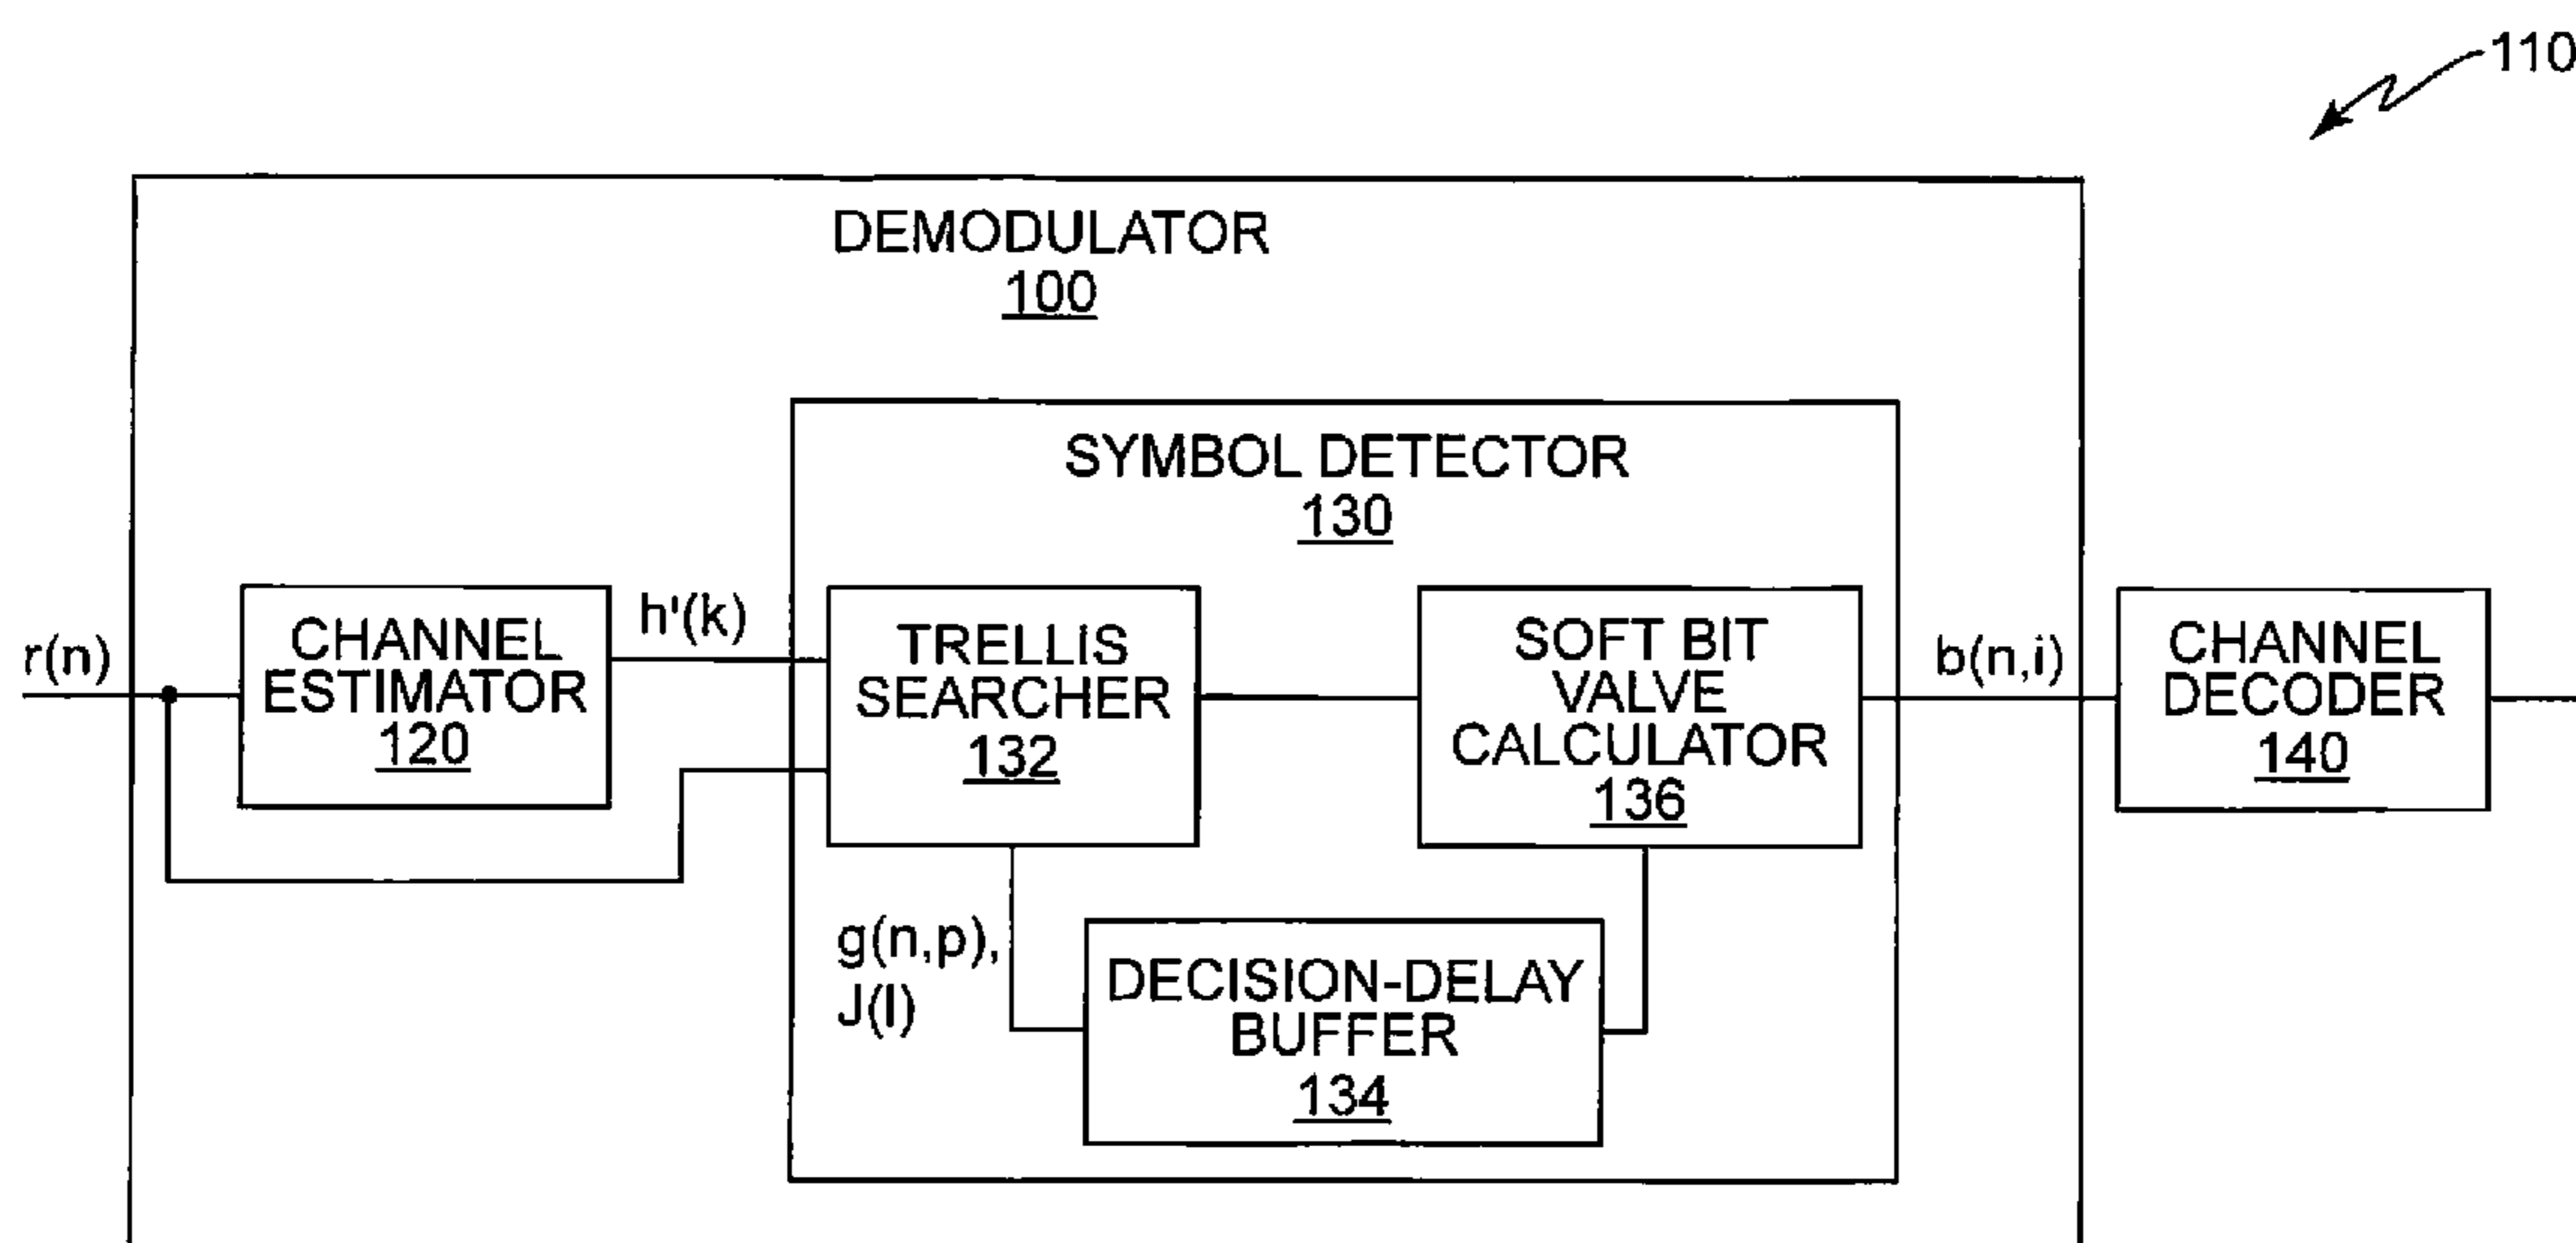 110
DEMODULATOR
100
SYMBOL DETECTOR
130
r(n)
CHANNEL
ESTIMATOR
120
h'(k)
TRELLIS
SEARCHER
132
SOFT BIT
VALVE
CALCULATOR
136
b(n,i)
CHANNEL
DECODER
140
g(n,p),
J(l)
DECISION-DELAY
BUFFER
134